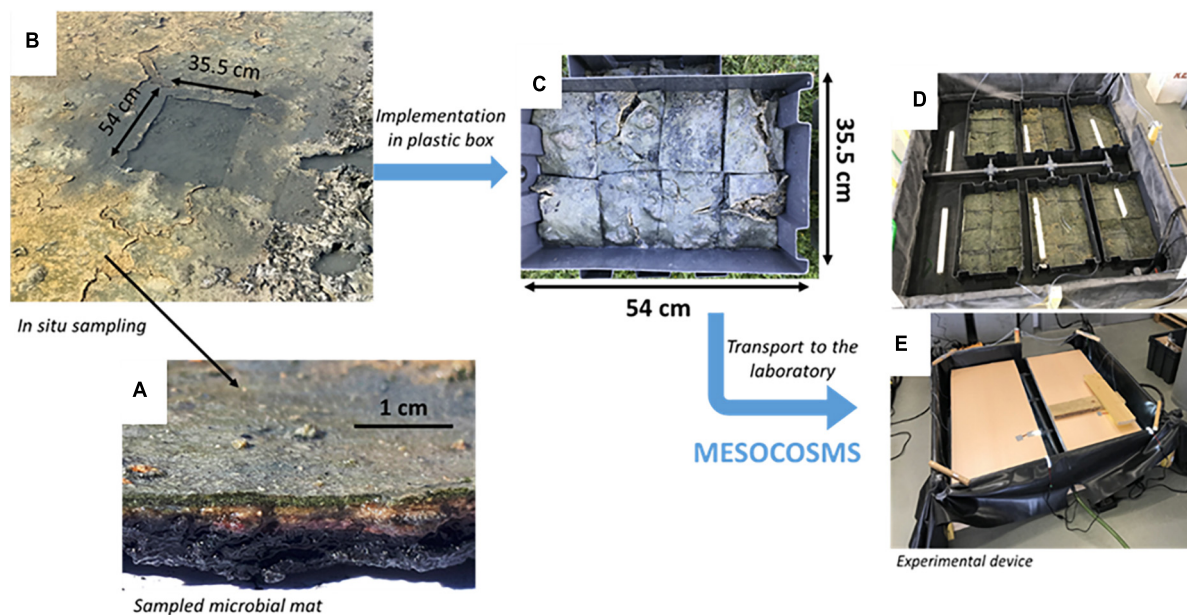 B
35.5 cm
54 cm
In situ sampling
Implementation
in plastic box
C
35.5 cm
54 cm
Transport to the
laboratory
MESOCOSMS
A
1 cm
Sampled microbial mat
D
E
Experimental device